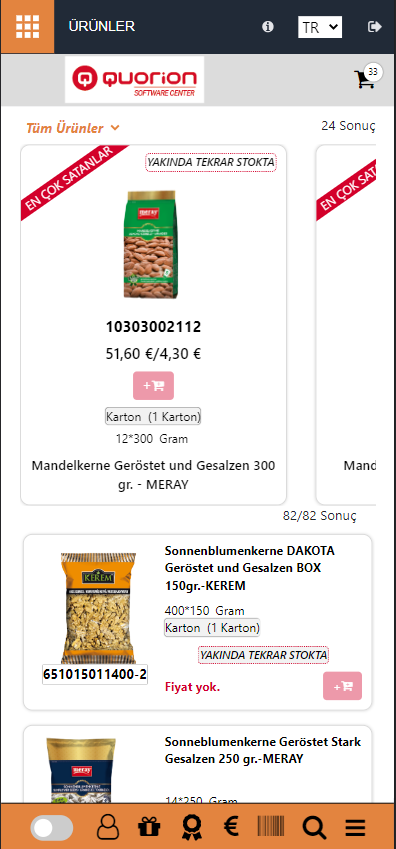 ÜRÜNLER
TR
QUORION
SOFTWARE CENTER
33
Tüm Ürünler
24 Sonuç
EN ÇOK SATANLAR
YAKINDA TEKRAR STOKTA
EN ÇOK SATANLAR
MERAY
10303002112
51,60 €/4,30 €
+
Karton (1 Karton)
12*300 Gram
Mandelkerne Geröstet und Gesalzen 300
gr. - MERAY
Mand
82/82 Sonuç
Sonnenblumenkerne DAKOTA
Geröstet und Gesalzen BOX
150gr.-KEREM
KEREM
400*150 Gram
Karton (1 Karton)
YAKINDA TEKRAR STOKTA
651015011400-2
Fiyat yok.
+
Sonneblumenkerne Geröstet Stark
Gesalzen 250 gr.-MERAY
MERAY
14*250 Gram
€